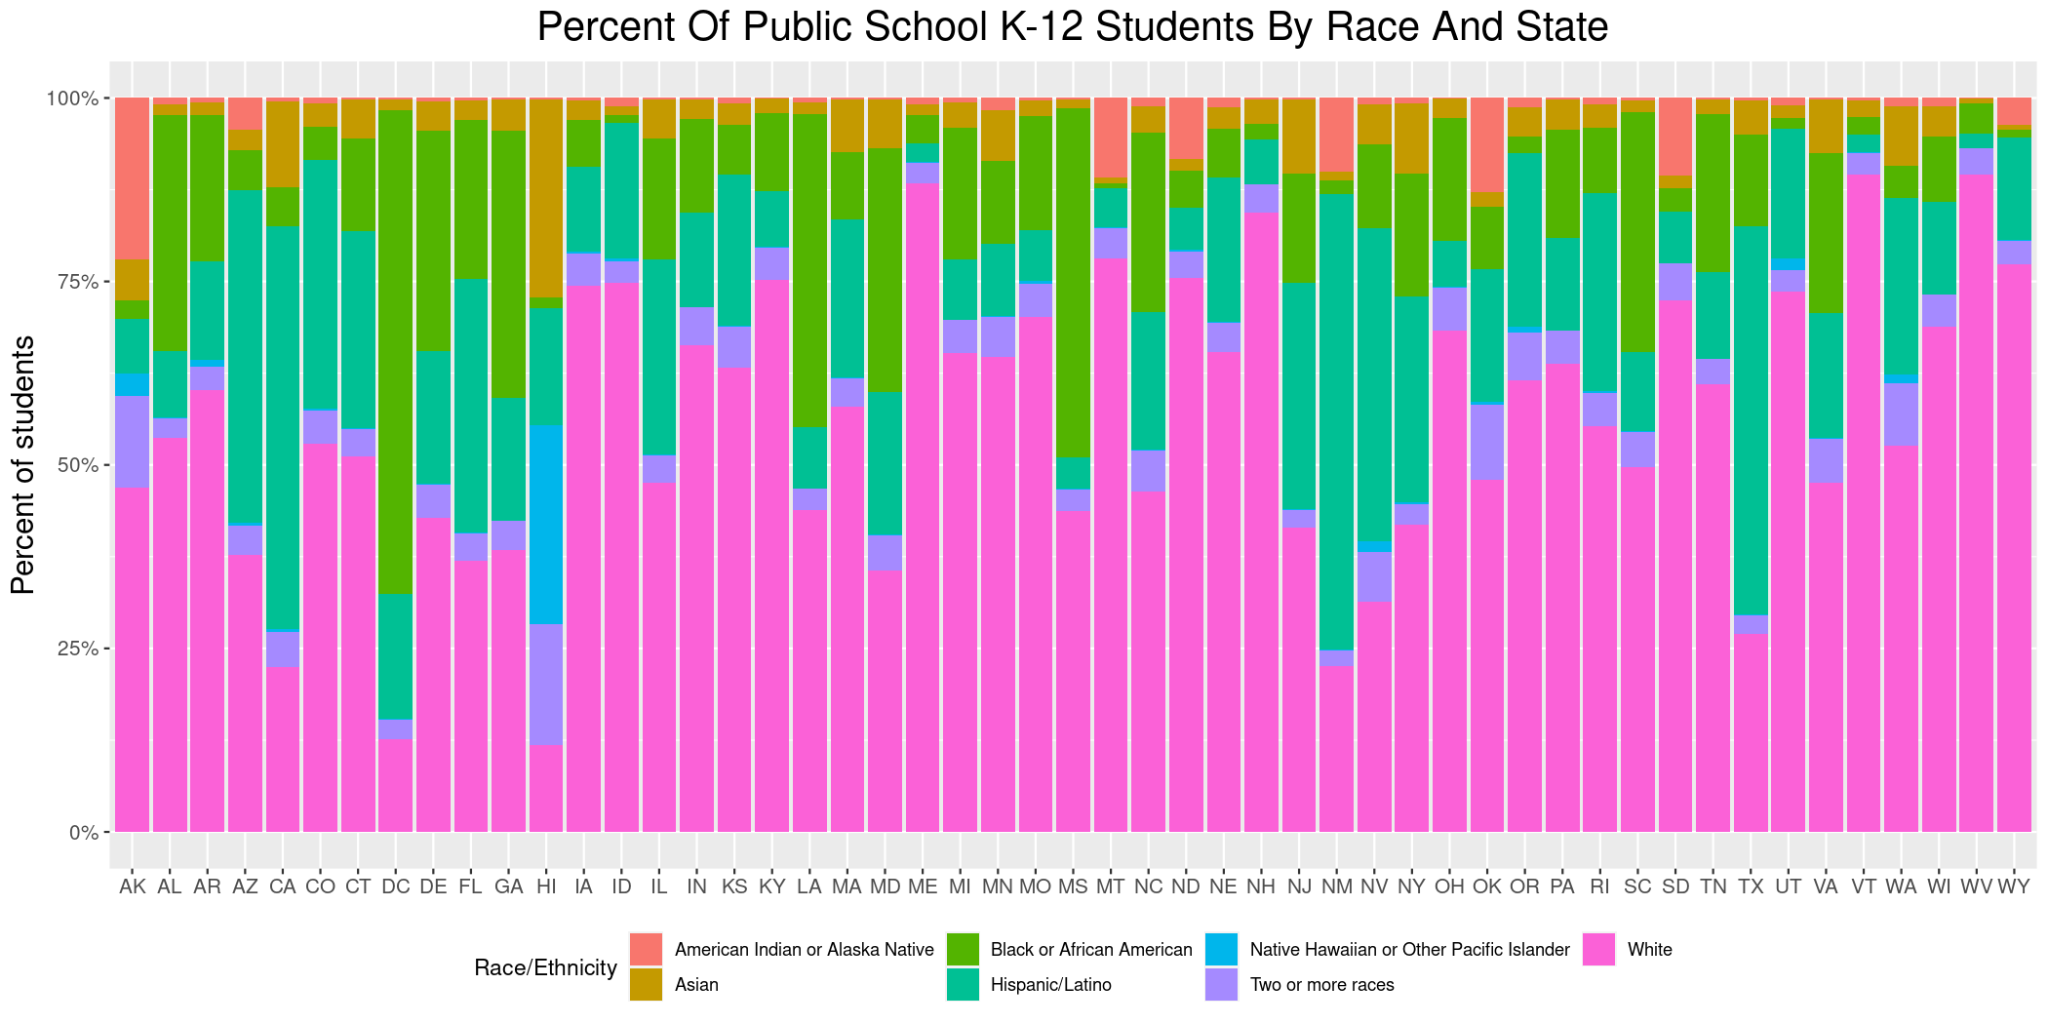 Percent Of Public School K-12 Students By Race And State
Percent of students
100%
75%
50%
25%
0%
AK AL AR AZ CA CO CT DC DE FL GA HI IA ID IL IN KS KY LA MA MD ME MI MN MO MS MT NC ND NE NH NJ NM NV NY OH OK OR PA RI SC SD TN TX UT VA VT WA WI WV WY
Race/Ethnicity
American Indian or Alaska Native Black or African American Native Hawaiian or Other Pacific Islander White
Asian Hispanic/Latino Two or more races